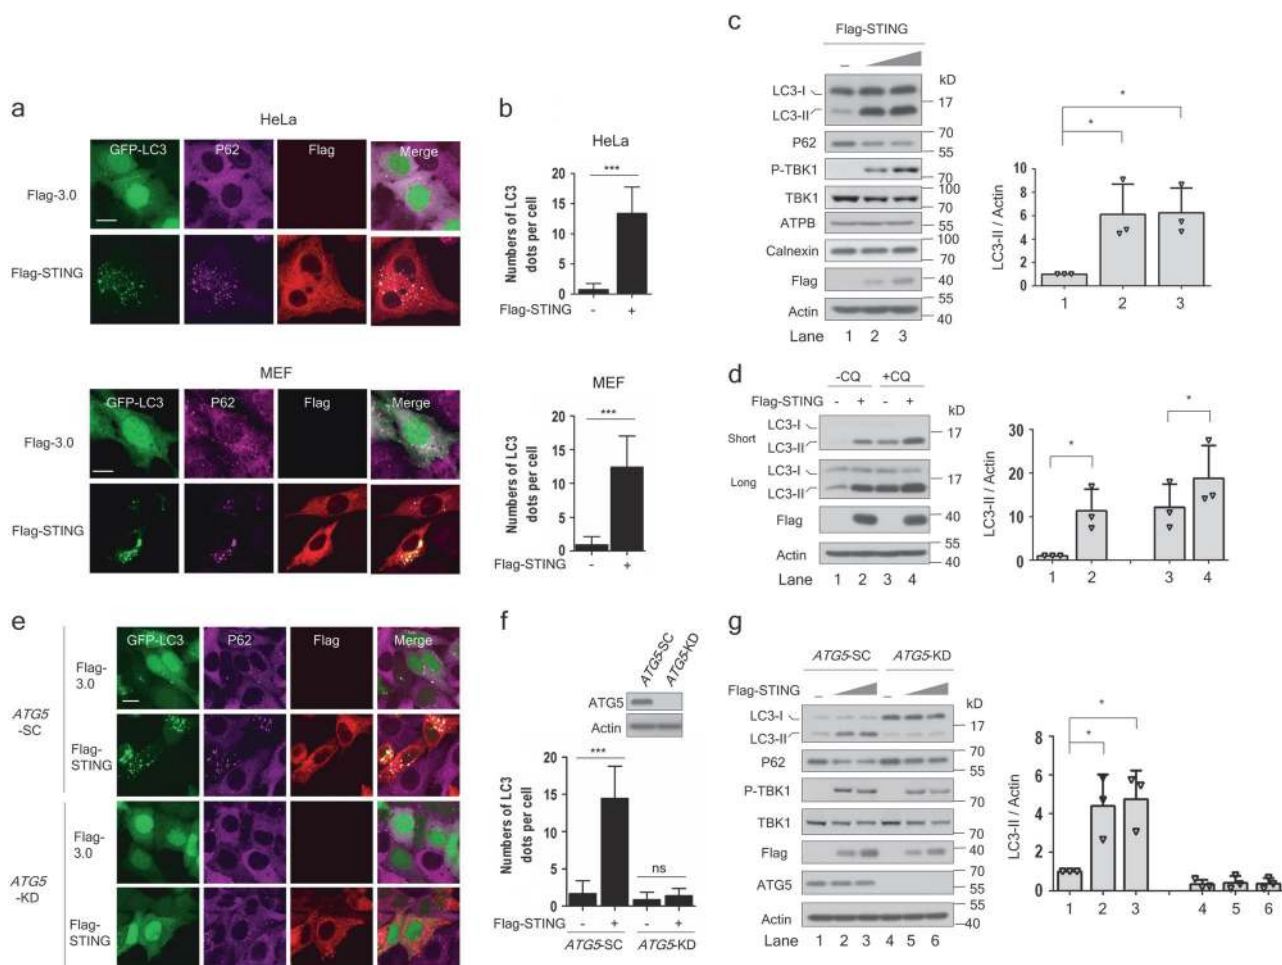 a
HeLa
GFP-LC3 P62 Flag Merge
Flag-3.0
Flag-STING
MEF
GFP-LC3 P62 Flag Merge
Flag-3.0
Flag-STING
b
HeLa
***
Numbers of LC3
dots per cell
20
15
10
5
0
Flag-STING - +
MEF
***
Numbers of LC3
dots per cell
20
15
10
5
0
Flag-STING - +
c
Flag-STING
–
kD
LC3-I
17
LC3-II
70
P62
55
P-TBK1
70
100
TBK1
70
ATPB
55
100
Calnexin
70
Flag
40
55
Actin
40
Lane 1 2 3
* *
LC3-II / Actin
10
8
6
4
2
0
1 2 3
d
-CQ +CQ
Flag-STING - + - +
kD
Short
LC3-I
17
LC3-II
Long
LC3-I
17
LC3-II
Flag
40
55
Actin
40
Lane 1 2 3 4
* *
LC3-II / Actin
30
20
10
0
1 2 3 4
e
GFP-LC3 P62 Flag Merge
ATG5
-SC
Flag-
3.0
Flag-
STING
ATG5
-KD
Flag-
3.0
Flag-
STING
f
ATG5-SC ATG5-KD
ATG5
Actin
*** ns
Numbers of LC3
dots per cell
20
15
10
5
0
Flag-STING - + - +
ATG5-SC ATG5-KD
g
ATG5-SC ATG5-KD
Flag-STING – –
kD
LC3-I
17
LC3-II
70
P62
55
P-TBK1
70
100
TBK1
70
Flag
40
ATG5
55
55
Actin
40
Lane 1 2 3 4 5 6
* *
LC3-II / Actin
8
6
4
2
0
1 2 3 4 5 6